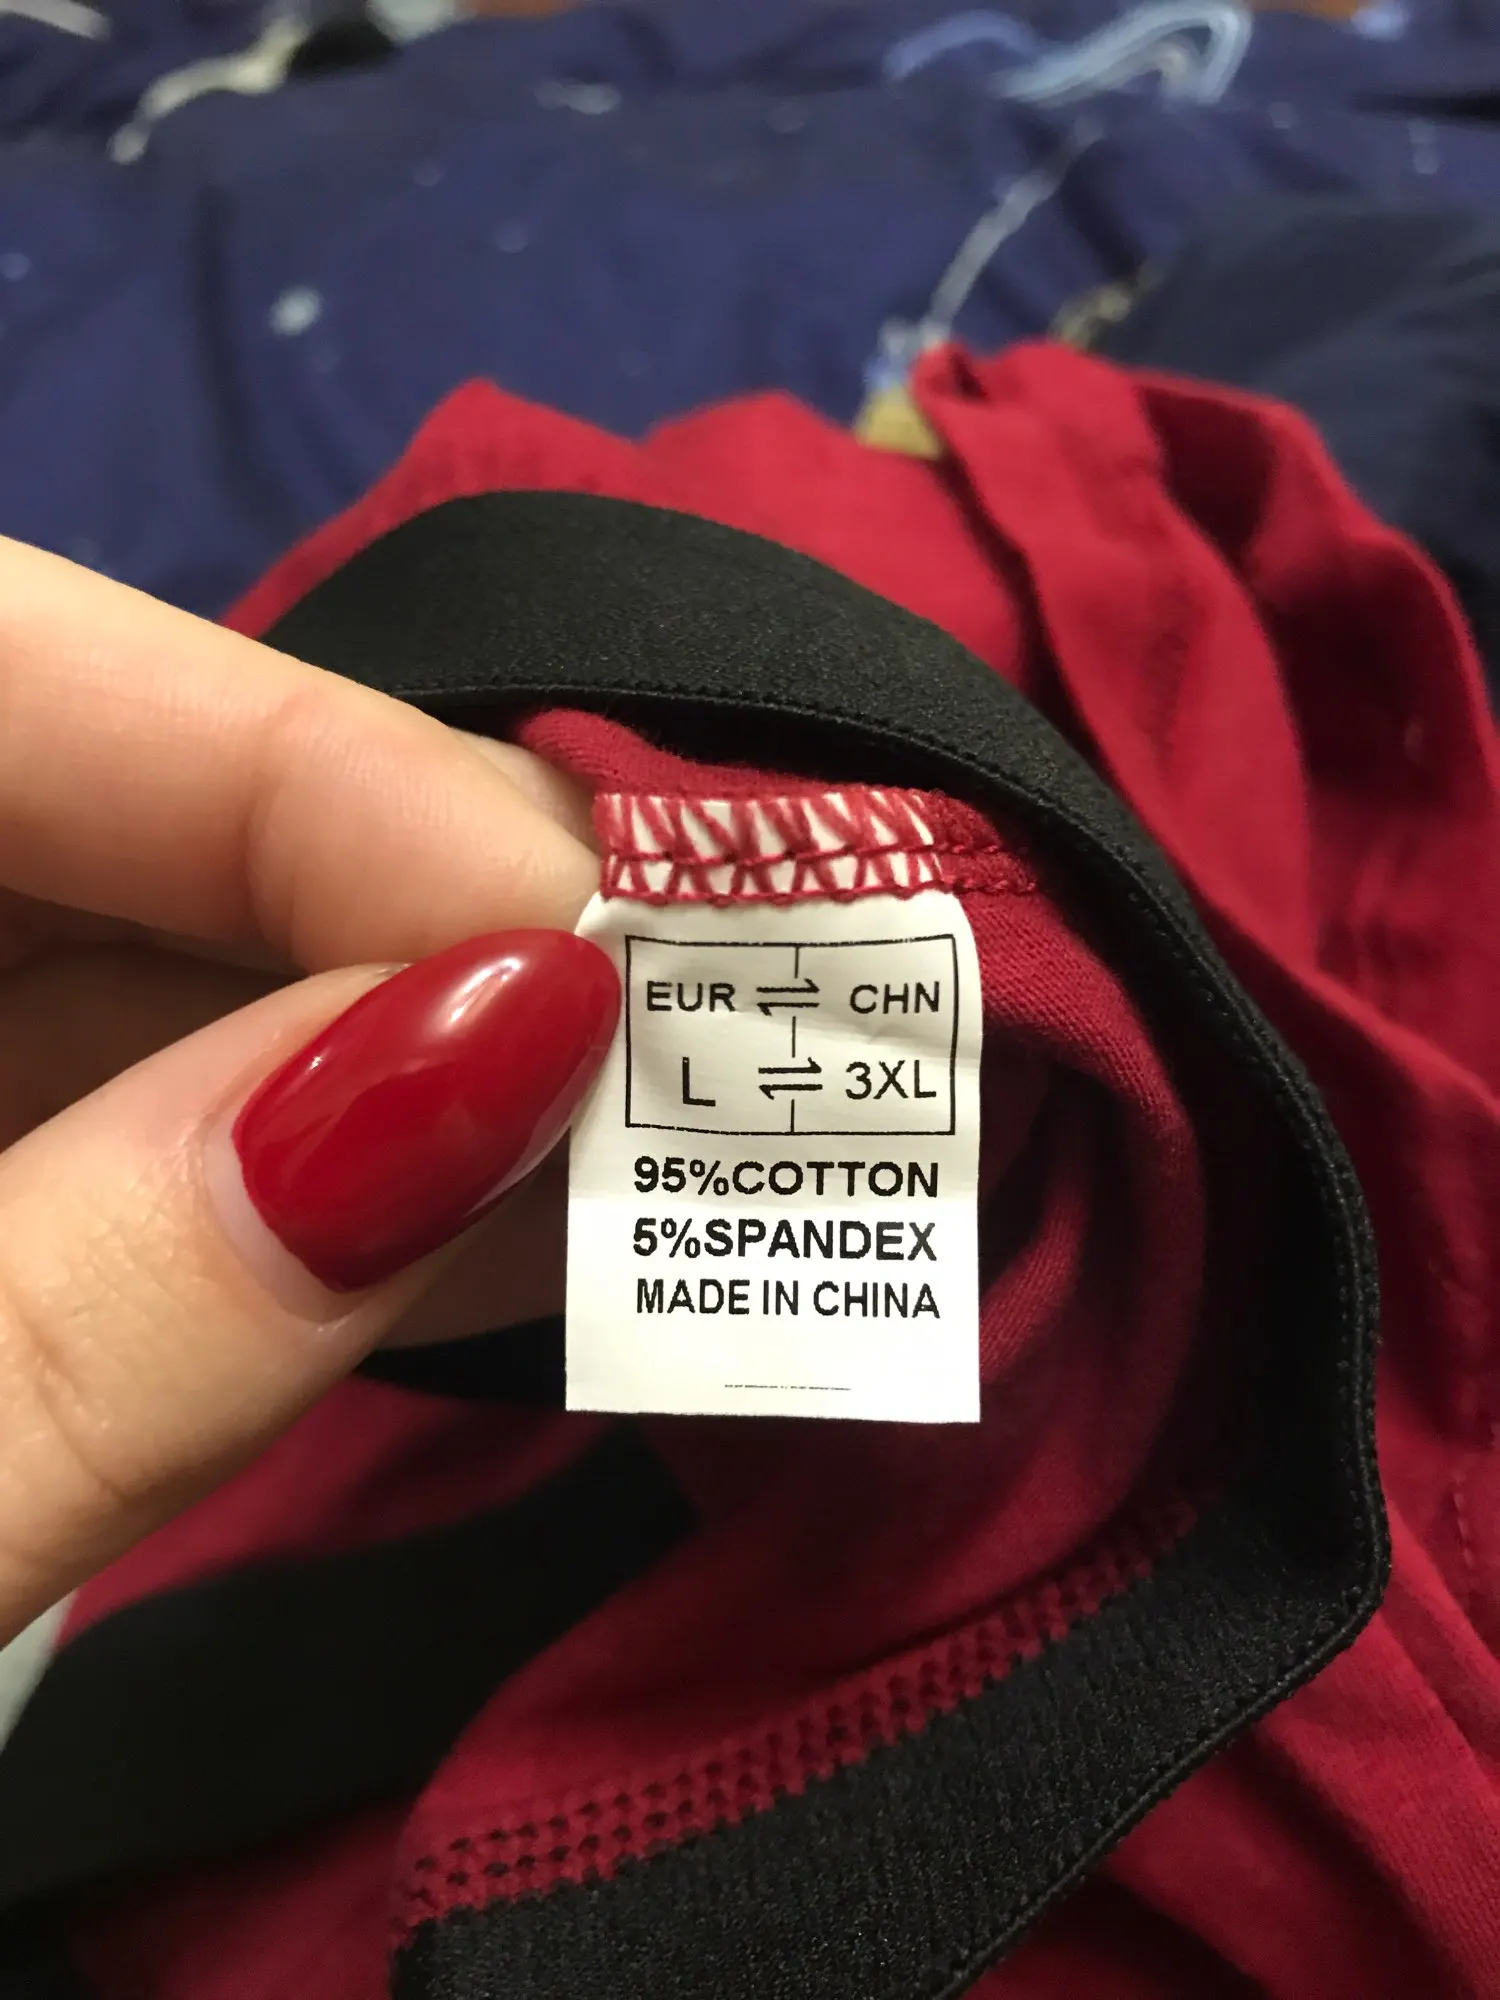 EUR ⇌ CHN
L ⇌ 3XL
95%COTTON
5%SPANDEX
MADE IN CHINA